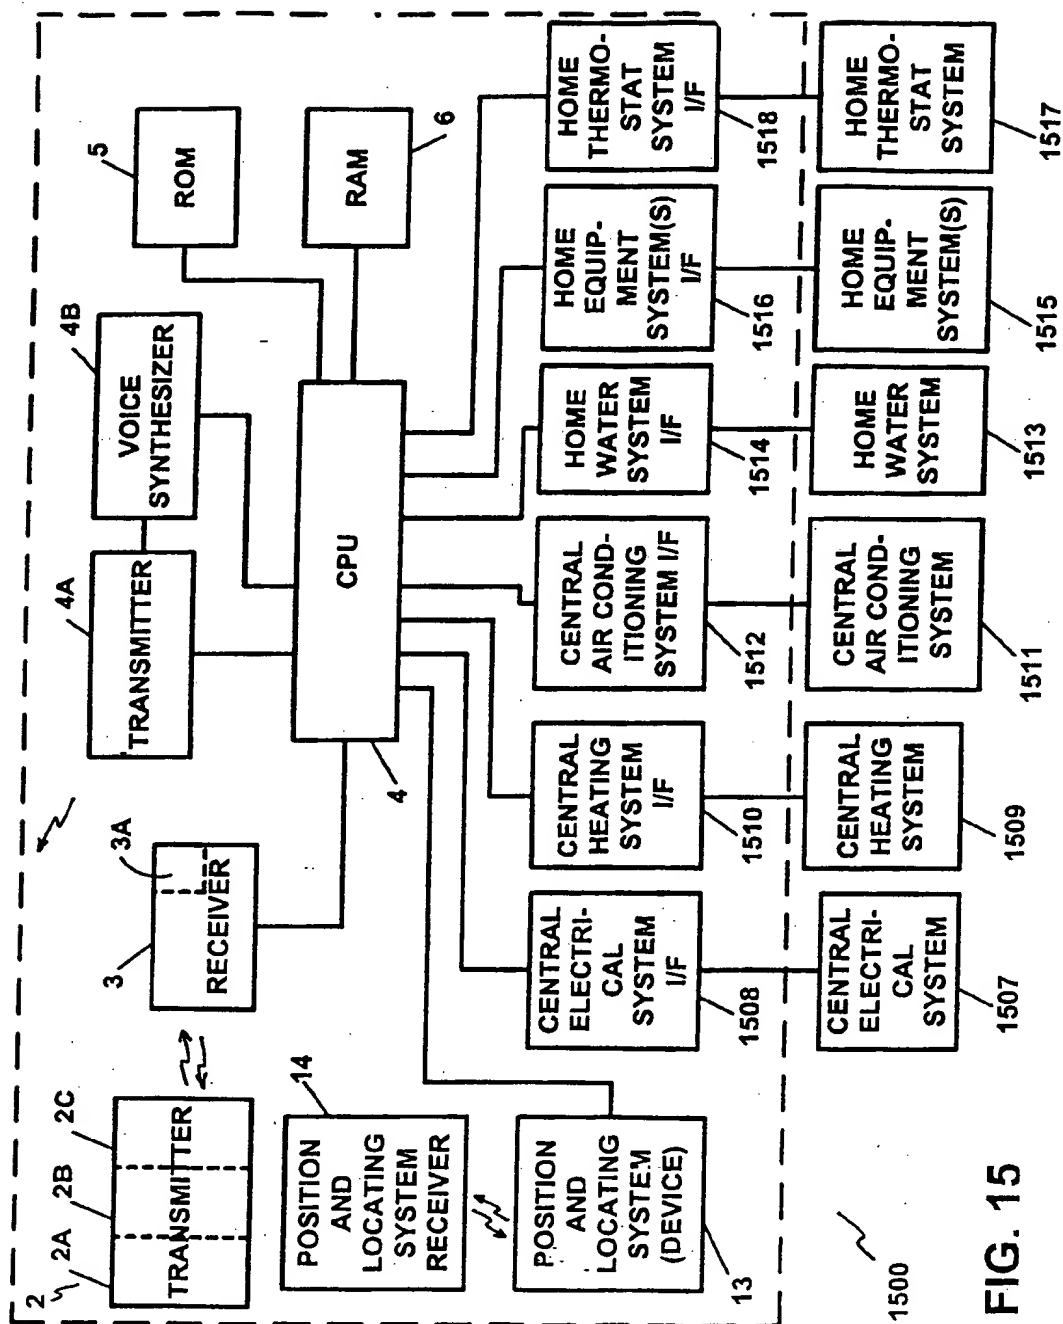 2
2A
2B
2C
TRANSMITTER
3
3A
RECEIVER
4A
TRANSMITTER
4B
VOICE
SYNTHESIZER
5
ROM
6
RAM
CPU
4
14
POSITION
AND
LOCATING
SYSTEM
RECEIVER
POSITION
AND
LOCATING
SYSTEM
(DEVICE)
13
CENTRAL
ELECTRI-
CAL
SYSTEM
I/F
1508
CENTRAL
HEATING
SYSTEM
I/F
1510
CENTRAL
AIR COND-
ITIONING
SYSTEM I/F
1512
HOME
WATER
SYSTEM
I/F
1514
HOME
EQUIP-
MENT
SYSTEM(S)
I/F
1516
HOME
THERMO-
STAT
SYSTEM
I/F
1518
CENTRAL
ELECTRI-
CAL
SYSTEM
1507
CENTRAL
HEATING
SYSTEM
1509
CENTRAL
AIR COND-
ITIONING
SYSTEM
1511
HOME
WATER
SYSTEM
1513
HOME
EQUIP-
MENT
SYSTEM(S)
1515
HOME
THERMO-
STAT
SYSTEM
1517
1500
FIG. 15